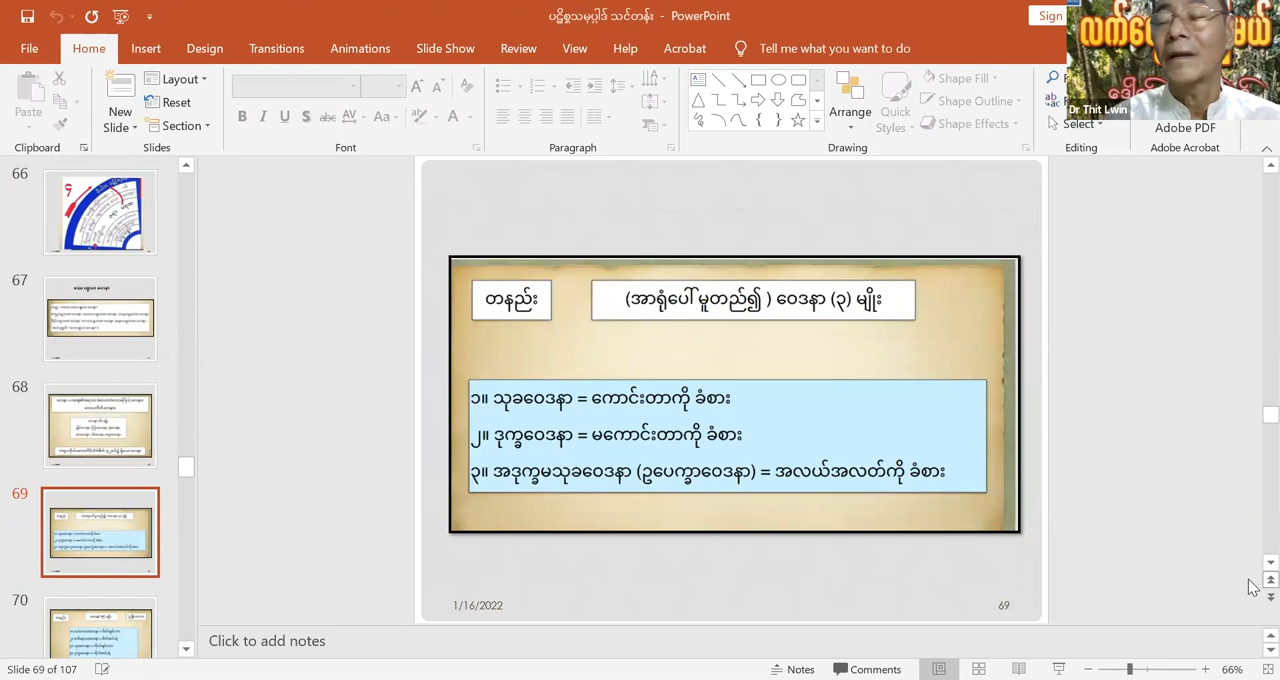 ပဋိစ္စသမုပ္ပါဒ် သင်တန်း - PowerPoint
Sign
File Home Insert Design Transitions Animations Slide Show Review View Help Acrobat Tell me what you want to do
Dr Thit Lwin
Paste
New Slide
Layout
Reset
Section
Arrange
Quick Styles
Shape Fill
Shape Outline
Shape Effects
Select
Adobe PDF
Clipboard Slides Font Paragraph Drawing Editing Adobe Acrobat
66
67
68
69
70
တနည်း
(အာရုံပေါ်မူတည်၍ ) ဝေဒနာ (၃) မျိုး
၁။ သုခဝေဒနာ = ကောင်းတာကို ခံစား
၂။ ဒုက္ခဝေဒနာ = မကောင်းတာကို ခံစား
၃။ အဒုက္ခမသုခဝေဒနာ (ဥပေက္ခာဝေဒနာ) = အလယ်အလတ်ကို ခံစား
1/16/2022
69
Click to add notes
Slide 69 of 107 Notes Comments 66%